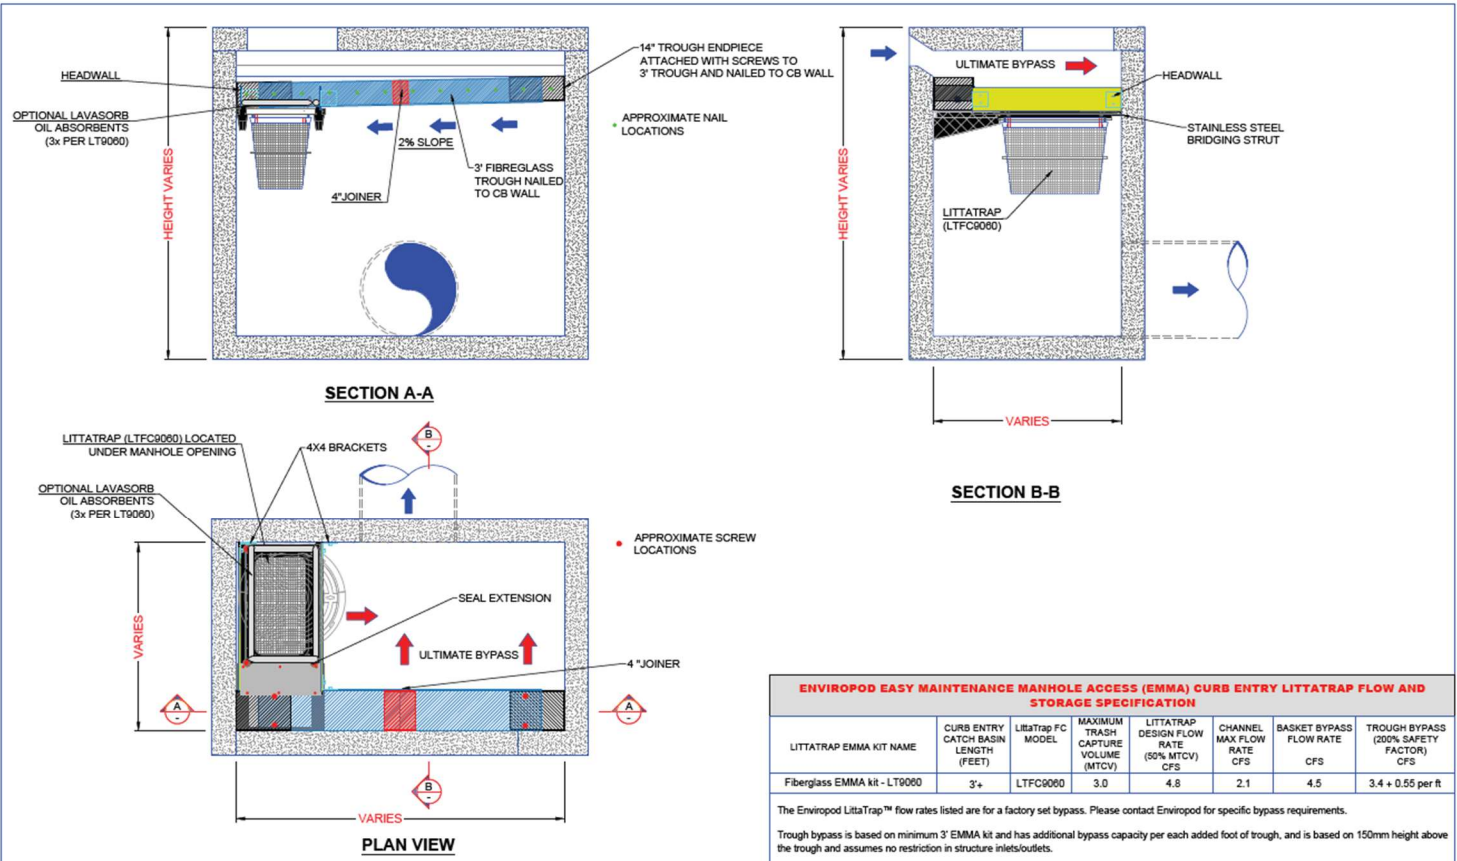 HEADWALL
OPTIONAL LAVASORB
OIL ABSORBENTS
(3x PER LT9060)
HEIGHT VARIES
2% SLOPE
4"JOINER
3' FIBREGLASS
TROUGH NAILED
TO CB WALL
14" TROUGH ENDPIECE
ATTACHED WITH SCREWS TO
3' TROUGH AND NAILED TO CB WALL
APPROXIMATE NAIL
LOCATIONS
SECTION A-A
HEIGHT VARIES
ULTIMATE BYPASS
HEADWALL
STAINLESS STEEL
BRIDGING STRUT
LITTATRAP
(LTFC9060)
VARIES
SECTION B-B
LITTATRAP (LTFC9060) LOCATED
UNDER MANHOLE OPENING
4X4 BRACKETS
OPTIONAL LAVASORB
OIL ABSORBENTS
(3x PER LT9060)
B
-
APPROXIMATE SCREW
LOCATIONS
SEAL EXTENSION
VARIES
ULTIMATE BYPASS
4 "JOINER
A
-
A
-
B
-
VARIES
PLAN VIEW
ENVIROPOD EASY MAINTENANCE MANHOLE ACCESS (EMMA) CURB ENTRY LITTATRAP FLOW AND
STORAGE SPECIFICATION
LITTATRAP EMMA KIT NAME
CURB ENTRY
CATCH BASIN
LENGTH
(FEET)
LittaTrap FC
MODEL
MAXIMUM
TRASH
CAPTURE
VOLUME
(MTCV)
LITTATRAP
DESIGN FLOW
RATE
(50% MTCV)
CFS
CHANNEL
MAX FLOW
RATE
CFS
BASKET BYPASS
FLOW RATE
CFS
TROUGH BYPASS
(200% SAFETY
FACTOR)
CFS
Fiberglass EMMA kit - LT9060
3'+
LTFC9060
3.0
4.8
2.1
4.5
3.4 + 0.55 per ft
The Enviropod LittaTrap™ flow rates listed are for a factory set bypass. Please contact Enviropod for specific bypass requirements.
Trough bypass is based on minimum 3' EMMA kit and has additional bypass capacity per each added foot of trough, and is based on 150mm height above
the trough and assumes no restriction in structure inlets/outlets.